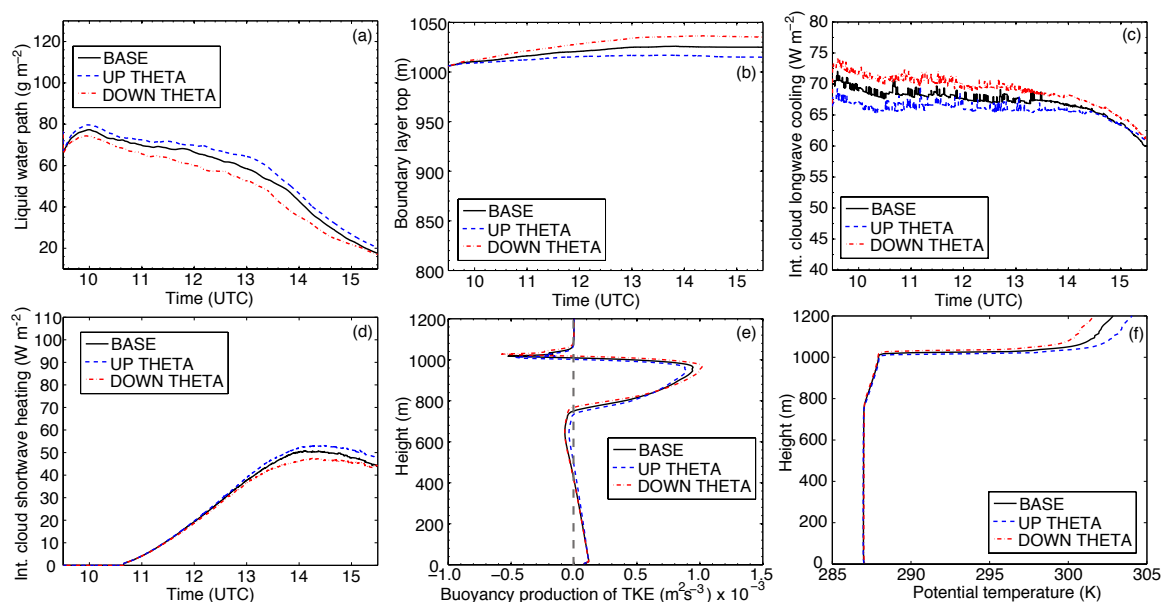 120
100
80
60
40
20
Liquid water path (g m−2)
(a)
BASE
UP THETA
DOWN THETA
10 11 12 13 14 15
Time (UTC)
1050
1000
950
900
850
800
Boundary layer top (m)
(b)
BASE
UP THETA
DOWN THETA
10 11 12 13 14 15
Time (UTC)
80
75
70
65
60
55
50
45
40
Int. cloud longwave cooling (W m−2)
(c)
BASE
UP THETA
DOWN THETA
10 11 12 13 14 15
Time (UTC)
110
100
90
80
70
60
50
40
30
20
10
0
Int. cloud shortwave heating (W m−2)
(d)
BASE
UP THETA
DOWN THETA
10 11 12 13 14 15
Time (UTC)
1200
1000
800
600
400
200
0
Height (m)
(e)
BASE
UP THETA
DOWN THETA
−1.0 −0.5 0.0 0.5 1.0 1.5
Buoyancy production of TKE (m2s−3) x 10−3
1200
1000
800
600
400
200
0
Height (m)
(f)
BASE
UP THETA
DOWN THETA
285 290 295 300 305
Potential temperature (K)